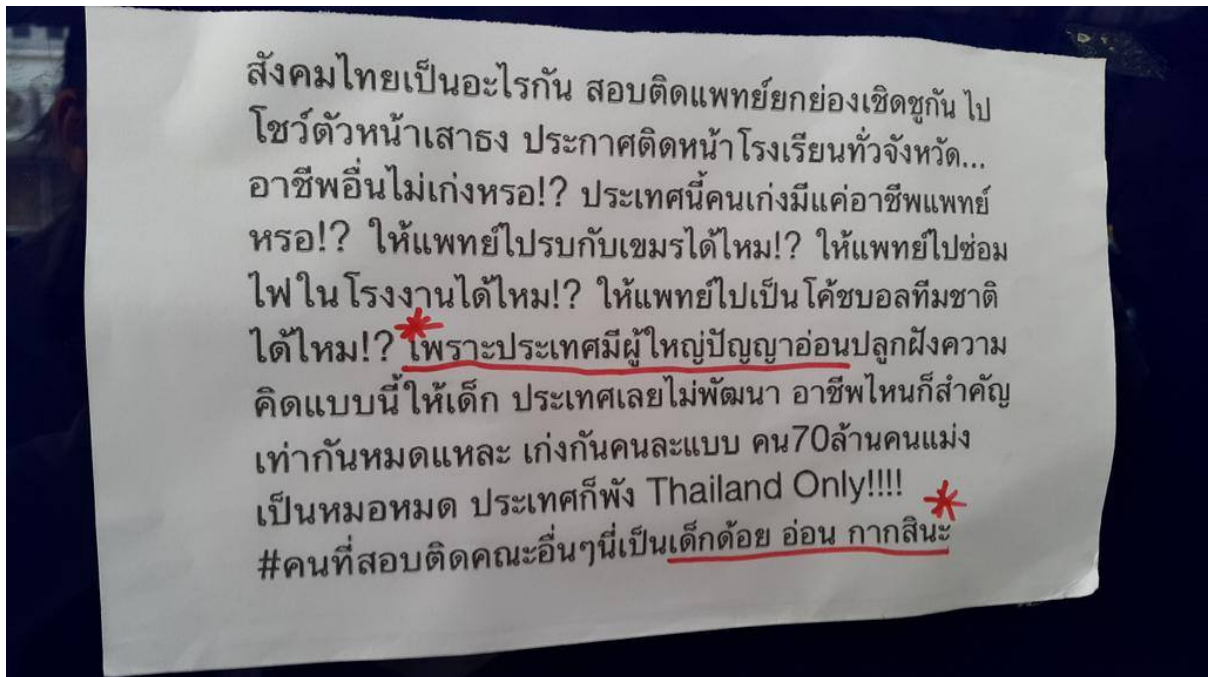 สังคมไทยเป็นอะไรกัน สอบติดแพทย์ยกย่องเชิดชูกัน ไป
โชว์ตัวหน้าเสาธง ประกาศติดหน้าโรงเรียนทั่วจังหวัด...
อาชีพอื่นไม่เก่งหรอ!? ประเทศนี้คนเก่งมีแค่อาชีพแพทย์
หรอ!? ให้แพทย์ไปรบกับเขมรได้ไหม!? ให้แพทย์ไปซ่อม
ไฟในโรงงานได้ไหม!? ให้แพทย์ไปเป็นโค้ชบอลทีมชาติ
ได้ไหม!? เพราะประเทศมีผู้ใหญ่ปัญญาอ่อนปลูกฝังความ
คิดแบบนี้ให้เด็ก ประเทศเลยไม่พัฒนา อาชีพไหนก็สำคัญ
เท่ากันหมดแหละ เก่งกันคนละแบบ คน70ล้านคนแม่ง
เป็นหมอหมด ประเทศก็พัง Thailand Only!!!!
#คนที่สอบติดคณะอื่นๆนี่เป็นเด็กด้อย อ่อน กากสินะ